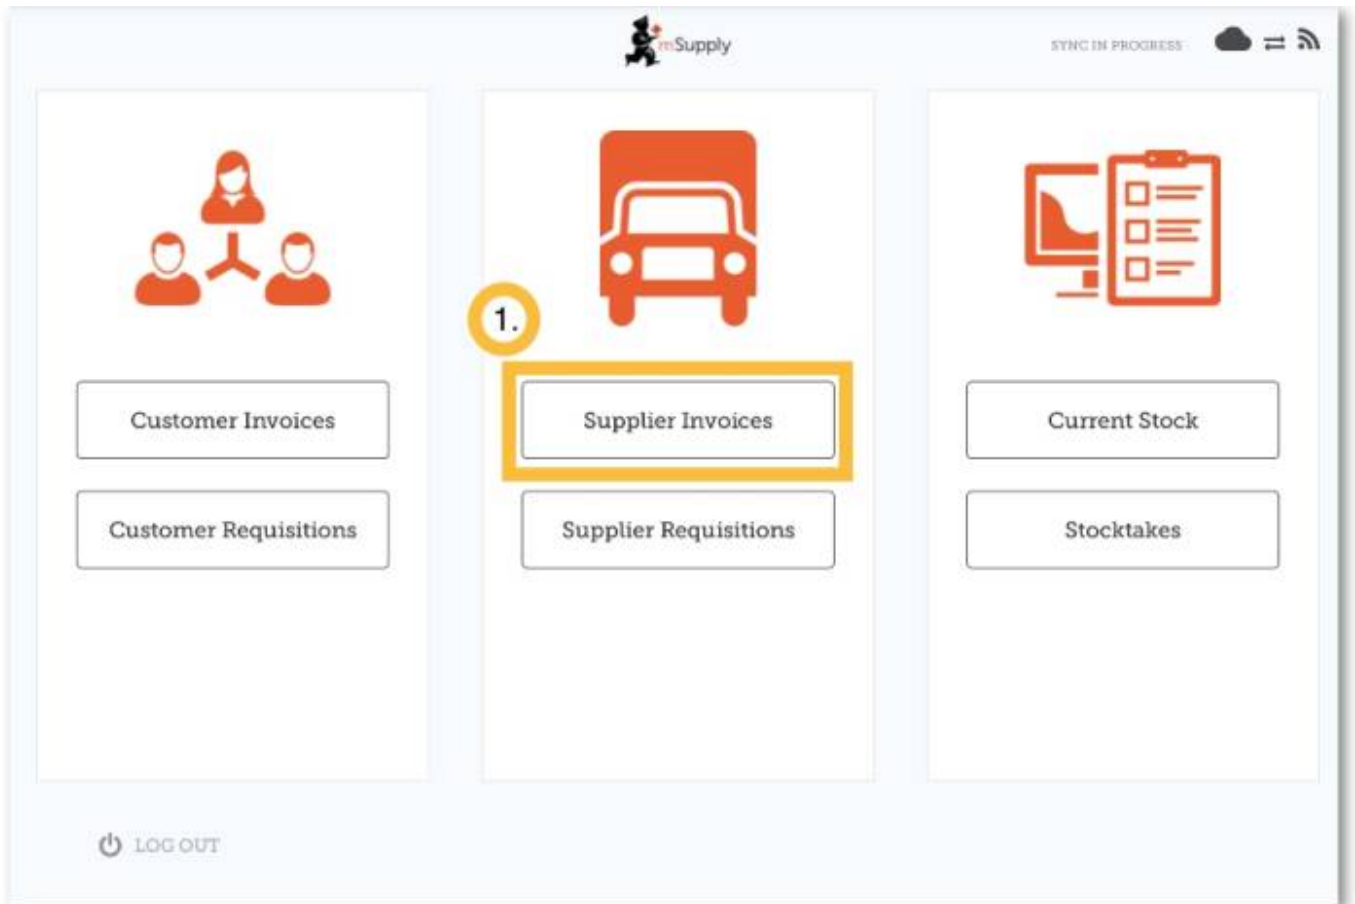 mSupply
SYNC IN PROGRESS
1.
Customer Invoices
Supplier Invoices
Current Stock
Customer Requisitions
Supplier Requisitions
Stocktakes
LOG OUT